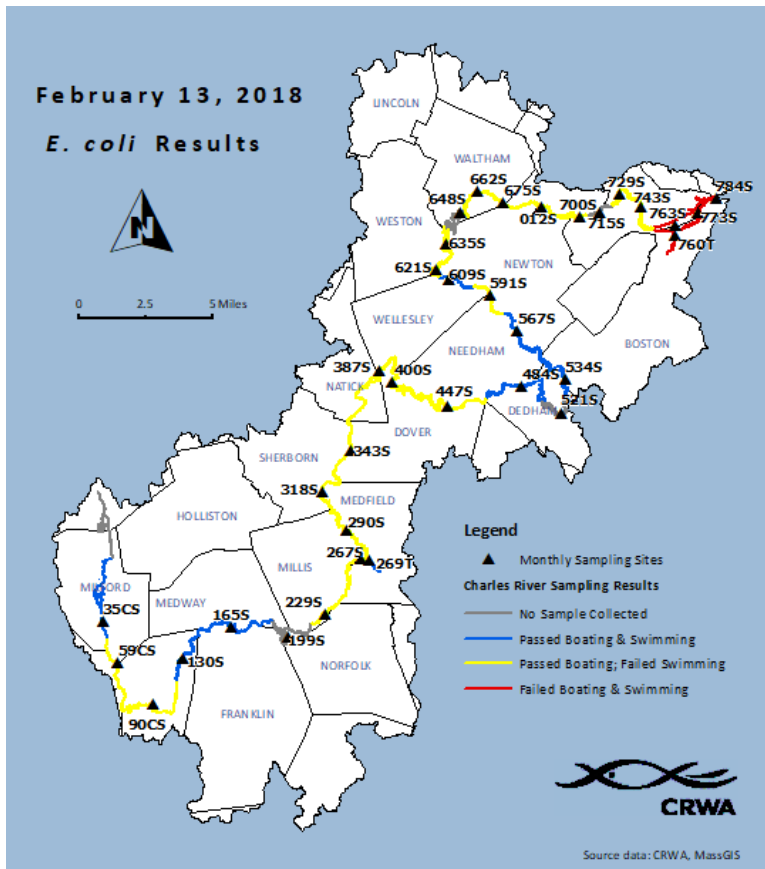 February 13, 2018
E. coli Results
N
0 2.5 5 Miles
LINCOLN
WALTHAM
WESTON
NEWTON
WELLESLEY
NEEDHAM
BOSTON
NATICK
DEDHAM
DOVER
SHERBORN
MEDFIELD
HOLLISTON
MILLIS
MILFORD
MEDWAY
NORFOLK
FRANKLIN
662S
648S
675S
012S
700S
715S
729S
743S
763S
784S
773S
760T
635S
621S
609S
591S
567S
534S
484S
521S
387S
400S
447S
343S
318S
290S
267S
269T
229S
199S
165S
130S
35CS
59CS
90CS
Legend
Monthly Sampling Sites
Charles River Sampling Results
No Sample Collected
Passed Boating & Swimming
Passed Boating; Failed Swimming
Failed Boating & Swimming
CRWA
Source data: CRWA, MassGIS